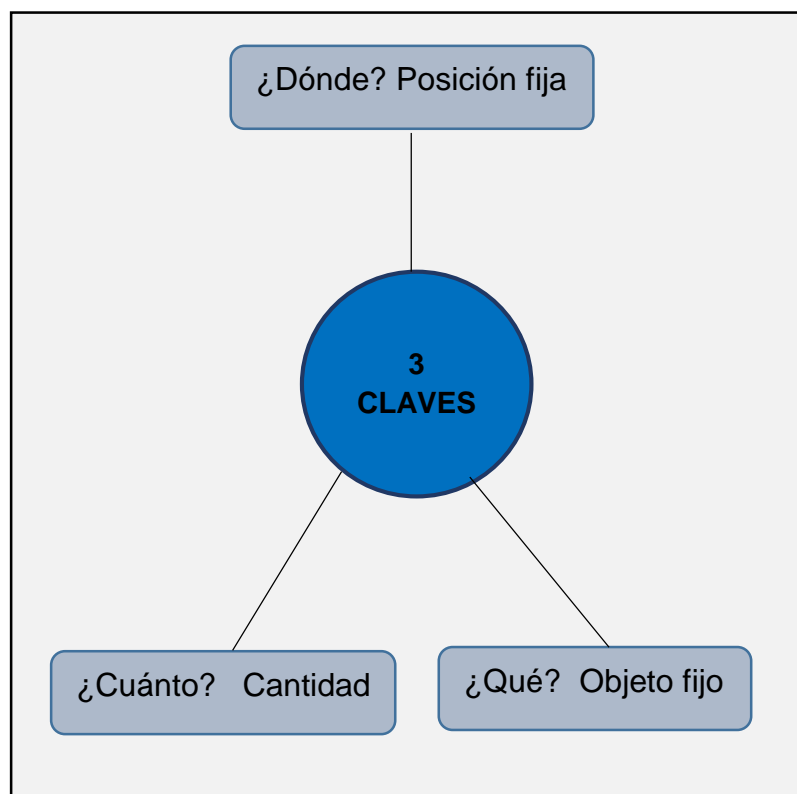 ¿Dónde? Posición fija
3
CLAVES
¿Cuánto? Cantidad
¿Qué? Objeto fijo